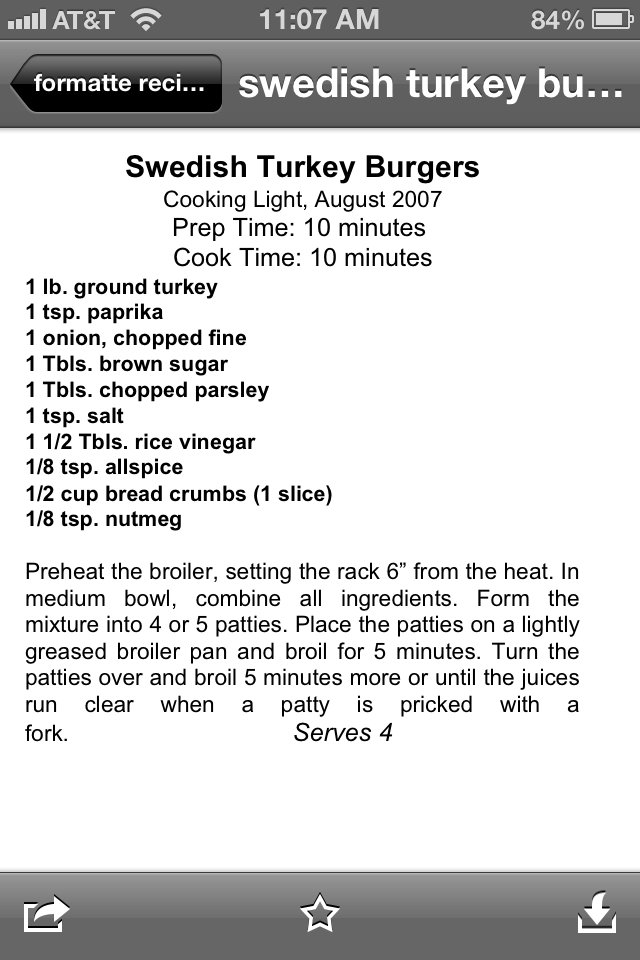 AT&T 11:07 AM 84%
formatte reci... swedish turkey bu...
Swedish Turkey Burgers
Cooking Light, August 2007
Prep Time: 10 minutes
Cook Time: 10 minutes
1 lb. ground turkey
1 tsp. paprika
1 onion, chopped fine
1 Tbls. brown sugar
1 Tbls. chopped parsley
1 tsp. salt
1 1/2 Tbls. rice vinegar
1/8 tsp. allspice
1/2 cup bread crumbs (1 slice)
1/8 tsp. nutmeg
Preheat the broiler, setting the rack 6” from the heat. In
medium bowl, combine all ingredients. Form the
mixture into 4 or 5 patties. Place the patties on a lightly
greased broiler pan and broil for 5 minutes. Turn the
patties over and broil 5 minutes more or until the juices
run clear when a patty is pricked with a
fork. Serves 4